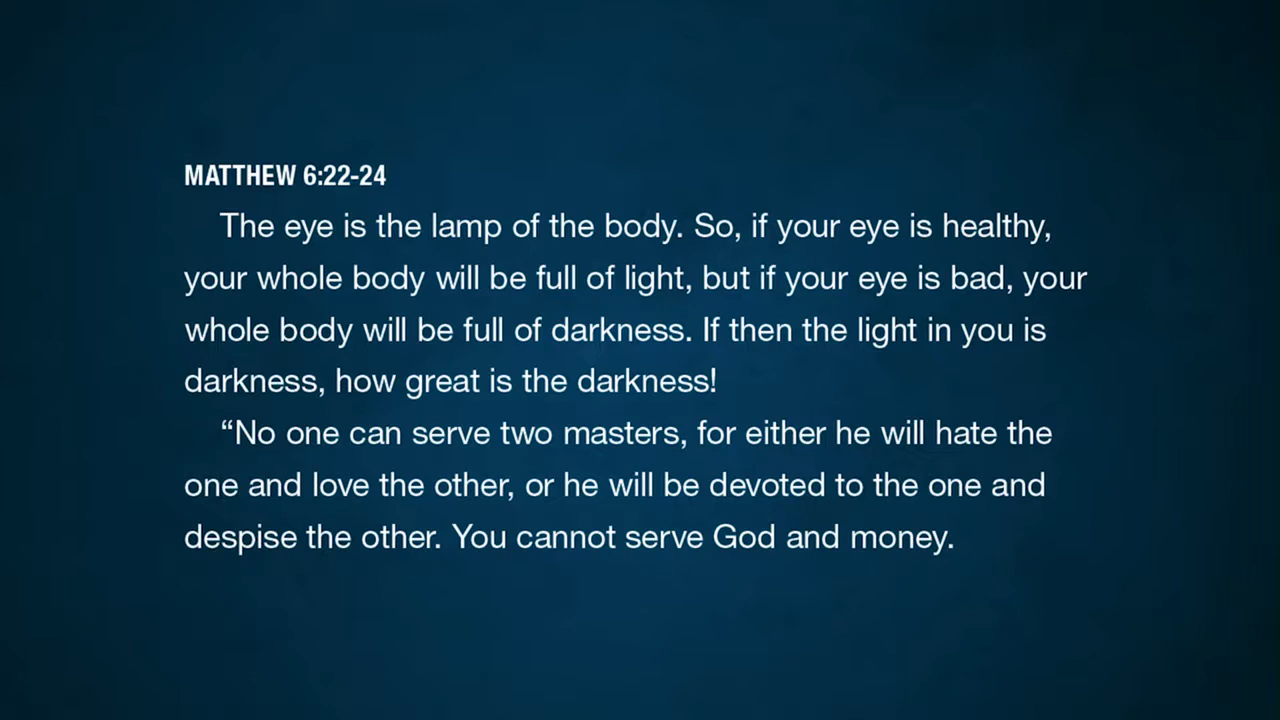 MATTHEW 6:22-24
The eye is the lamp of the body. So, if your eye is healthy,
your whole body will be full of light, but if your eye is bad, your
whole body will be full of darkness. If then the light in you is
darkness, how great is the darkness!
“No one can serve two masters, for either he will hate the
one and love the other, or he will be devoted to the one and
despise the other. You cannot serve God and money.